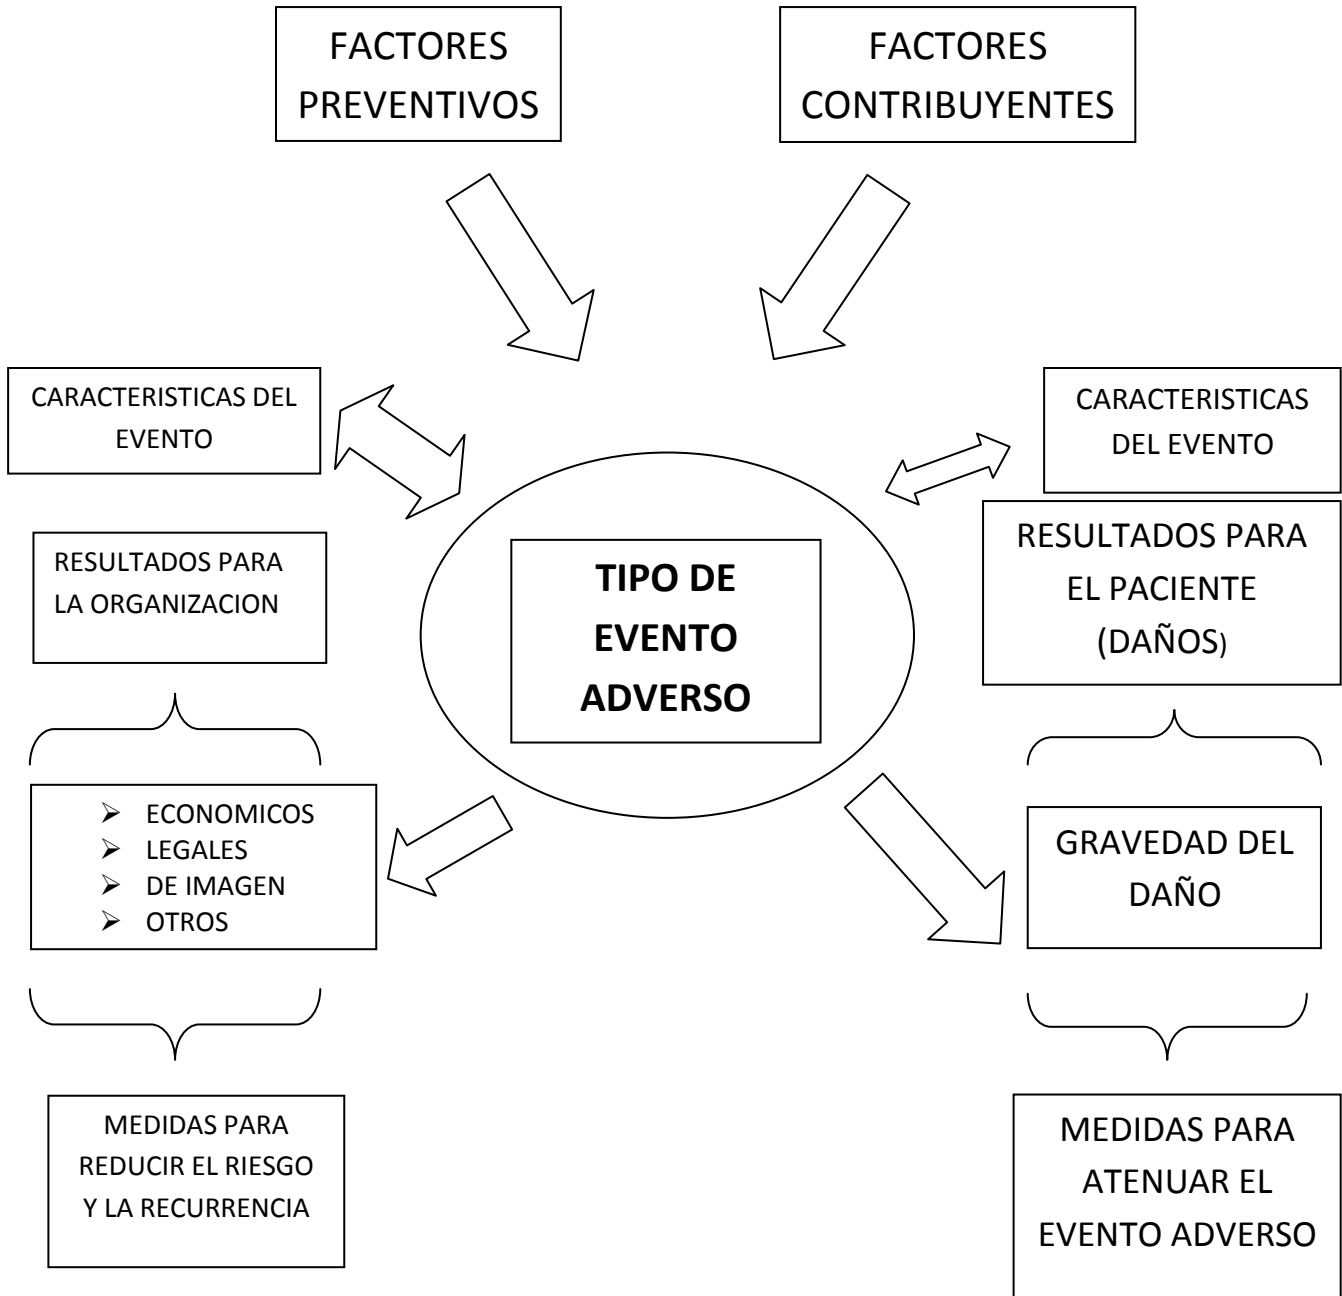 FACTORES
PREVENTIVOS
FACTORES
CONTRIBUYENTES
CARACTERISTICAS DEL
EVENTO
CARACTERISTICAS
DEL EVENTO
RESULTADOS PARA
LA ORGANIZACION
TIPO DE
EVENTO
ADVERSO
RESULTADOS PARA
EL PACIENTE
(DAÑOS)
➢ ECONOMICOS
➢ LEGALES
➢ DE IMAGEN
➢ OTROS
GRAVEDAD DEL
DAÑO
MEDIDAS PARA
REDUCIR EL RIESGO
Y LA RECURRENCIA
MEDIDAS PARA
ATENUAR EL
EVENTO ADVERSO